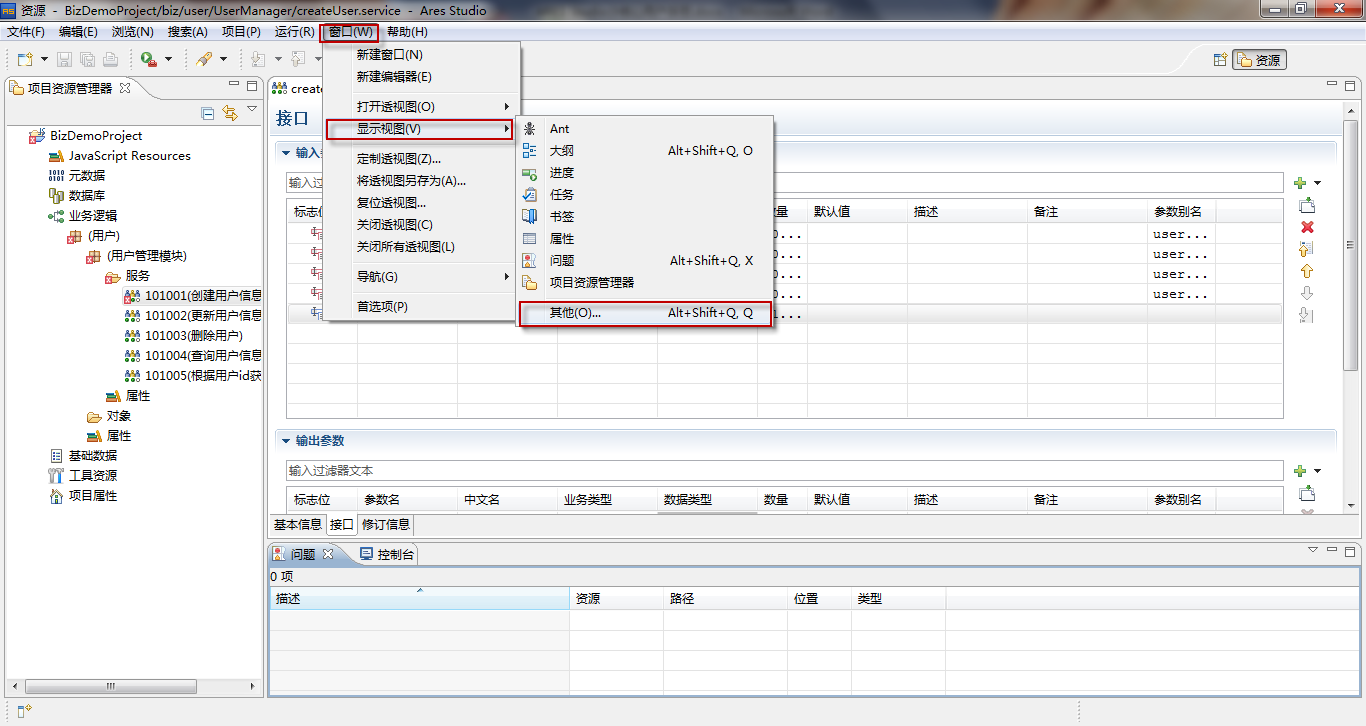 资源 - BizDemoProject/biz/user/UserManager/createUser.service - Ares Studio
文件(F) 编辑(E) 浏览(N) 搜索(A) 项目(P) 运行(R) 窗口(W) 帮助(H)
新建窗口(N)
新建编辑器(E)
打开透视图(O)
显示视图(V)
定制透视图(Z)...
将透视图另存为(A)...
复位透视图...
关闭透视图(C)
关闭所有透视图(L)
导航(G)
首选项(P)
Ant
大纲 Alt+Shift+Q, O
进度
任务
书签
属性
问题 Alt+Shift+Q, X
项目资源管理器
其他(O)... Alt+Shift+Q, Q
资源
项目资源管理器
BizDemoProject
JavaScript Resources
元数据
数据库
业务逻辑
(用户)
(用户管理模块)
服务
101001(创建用户信息
101002(更新用户信息
101003(删除用户)
101004(查询用户信息
101005(根据用户id获
属性
对象
属性
基础数据
工具资源
项目属性
create
接口
输入
输入过
标志位 量 默认值 描述 备注 参数别名
0... user...
0... user...
0... user...
0... user...
1...
输出参数
输入过滤器文本
标志位 参数名 中文名 业务类型 数据类型 数量 默认值 描述 备注 参数别名
基本信息 接口 修订信息
问题 控制台
0 项
描述 资源 路径 位置 类型